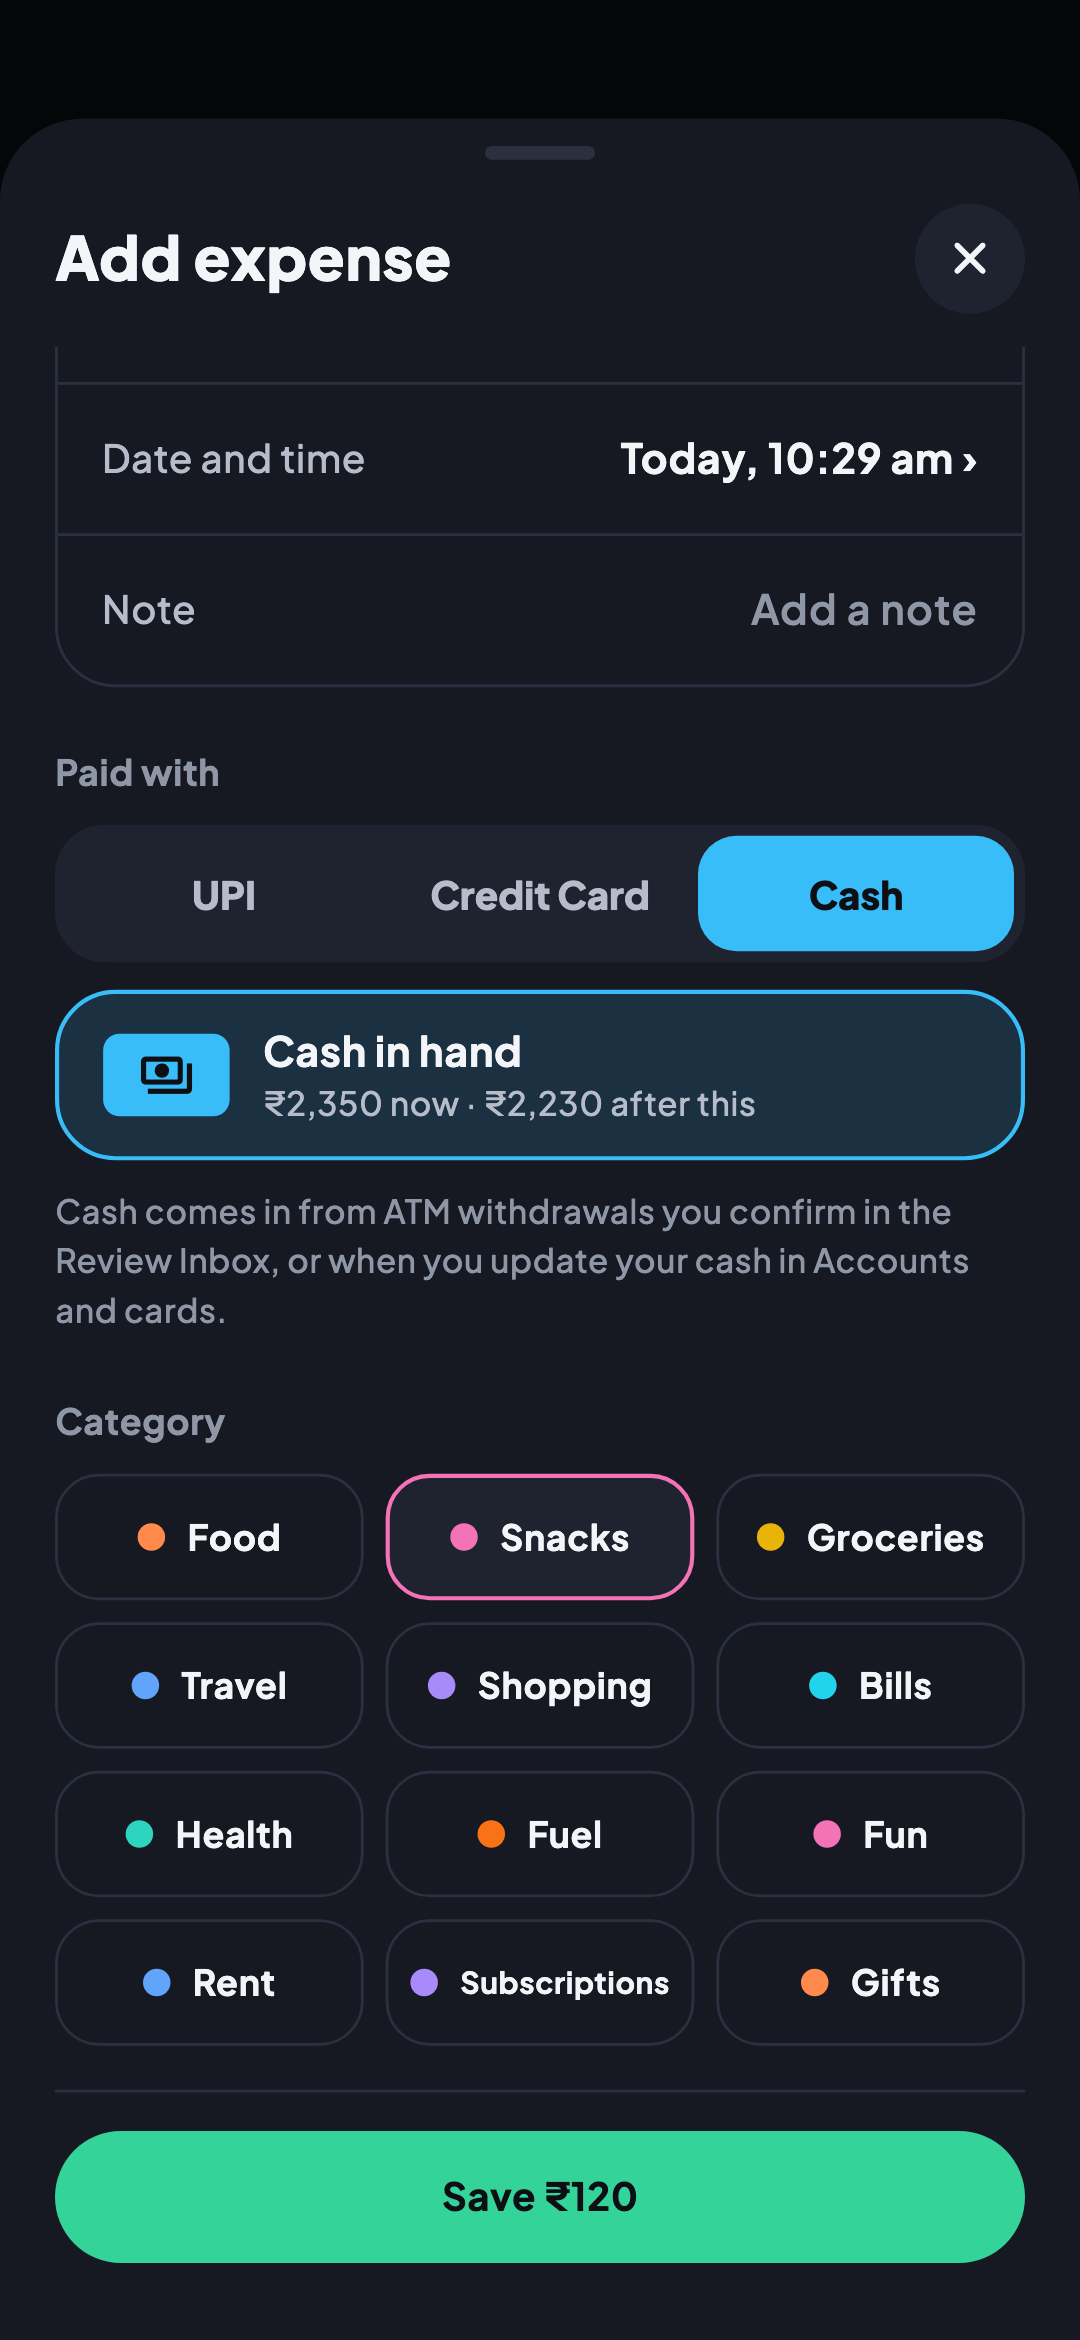 Add expense
Date and time
Today, 10:29 am ›
Note
Add a note
Paid with
UPI
Credit Card
Cash
Cash in hand
₹2,350 now · ₹2,230 after this
Cash comes in from ATM withdrawals you confirm in the
Review Inbox, or when you update your cash in Accounts
and cards.
Category
Food
Snacks
Groceries
Travel
Shopping
Bills
Health
Fuel
Fun
Rent
Subscriptions
Gifts
Save ₹120